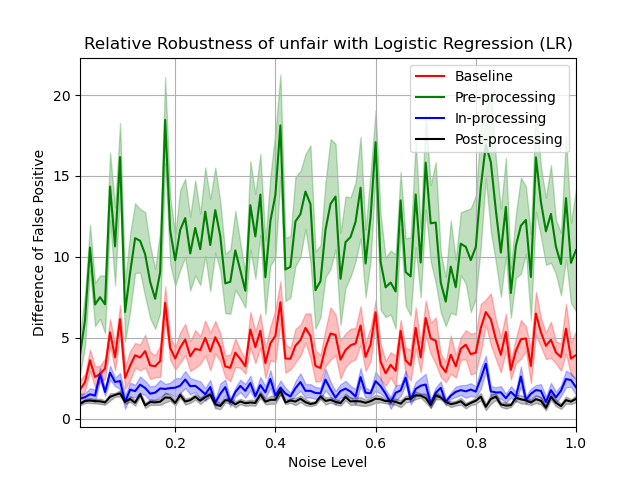 Relative Robustness of unfair with Logistic Regression (LR)
Baseline
Pre-processing
In-processing
Post-processing
Difference of False Positive
20
15
10
5
0
0.2 0.4 0.6 0.8 1.0
Noise Level